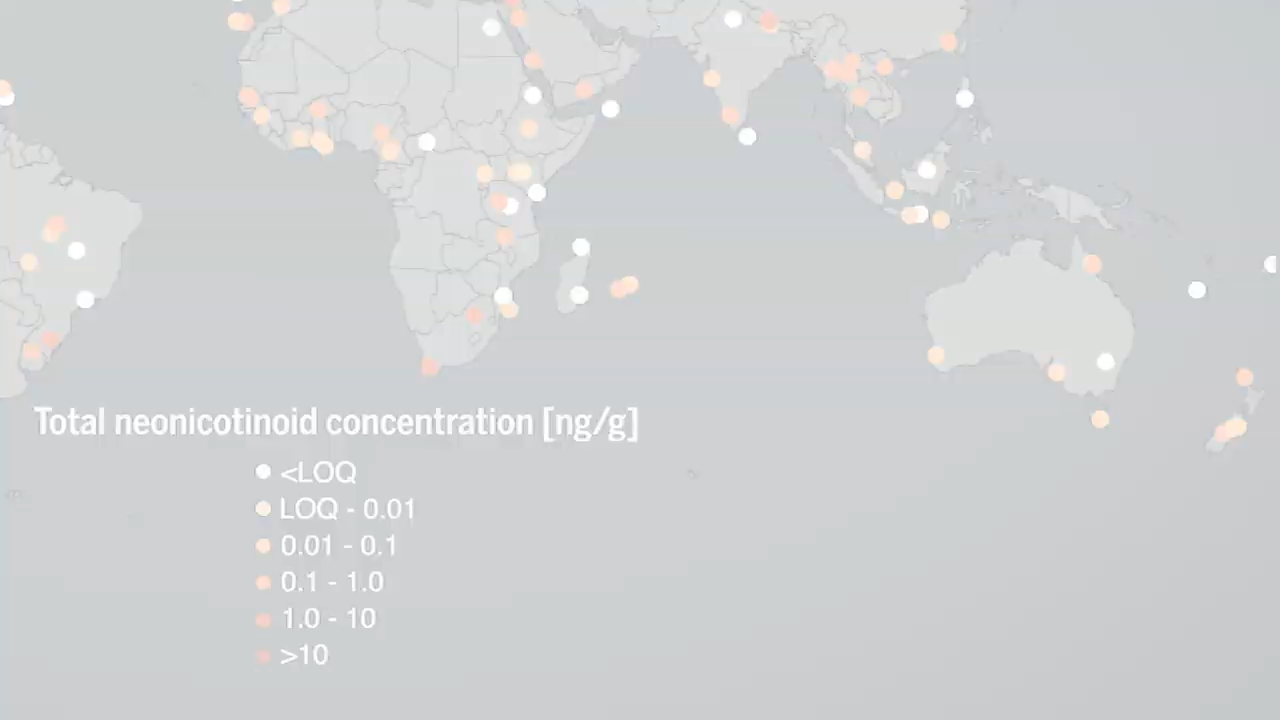 Total neonicotinoid concentration [ng/g]
<LOQ
LOQ - 0.01
0.01 - 0.1
0.1 - 1.0
1.0 - 10
>10